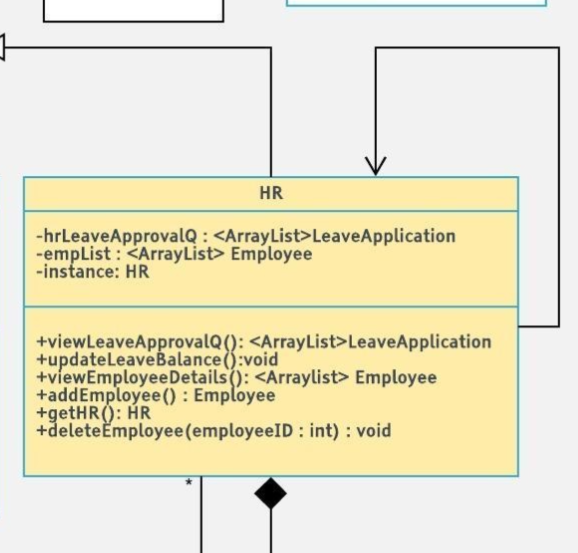 HR
-hrLeaveApprovalQ : <ArrayList>LeaveApplication
-empList : <ArrayList> Employee
-instance: HR
+viewLeaveApprovalQ(): <ArrayList>LeaveApplication
+updateLeaveBalance():void
+viewEmployeeDetails(): <Arraylist> Employee
+addEmployee() : Employee
+getHR(): HR
+deleteEmployee(employeeID : int) : void
*